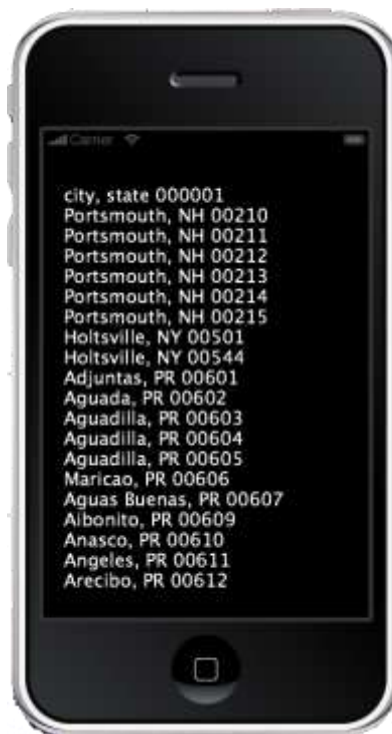 Carrier
city, state 000001
Portsmouth, NH 00210
Portsmouth, NH 00211
Portsmouth, NH 00212
Portsmouth, NH 00213
Portsmouth, NH 00214
Portsmouth, NH 00215
Holtsville, NY 00501
Holtsville, NY 00544
Adjuntas, PR 00601
Aguada, PR 00602
Aguadilla, PR 00603
Aguadilla, PR 00604
Aguadilla, PR 00605
Maricao, PR 00606
Aguas Buenas, PR 00607
Aibonito, PR 00609
Anasco, PR 00610
Angeles, PR 00611
Arecibo, PR 00612